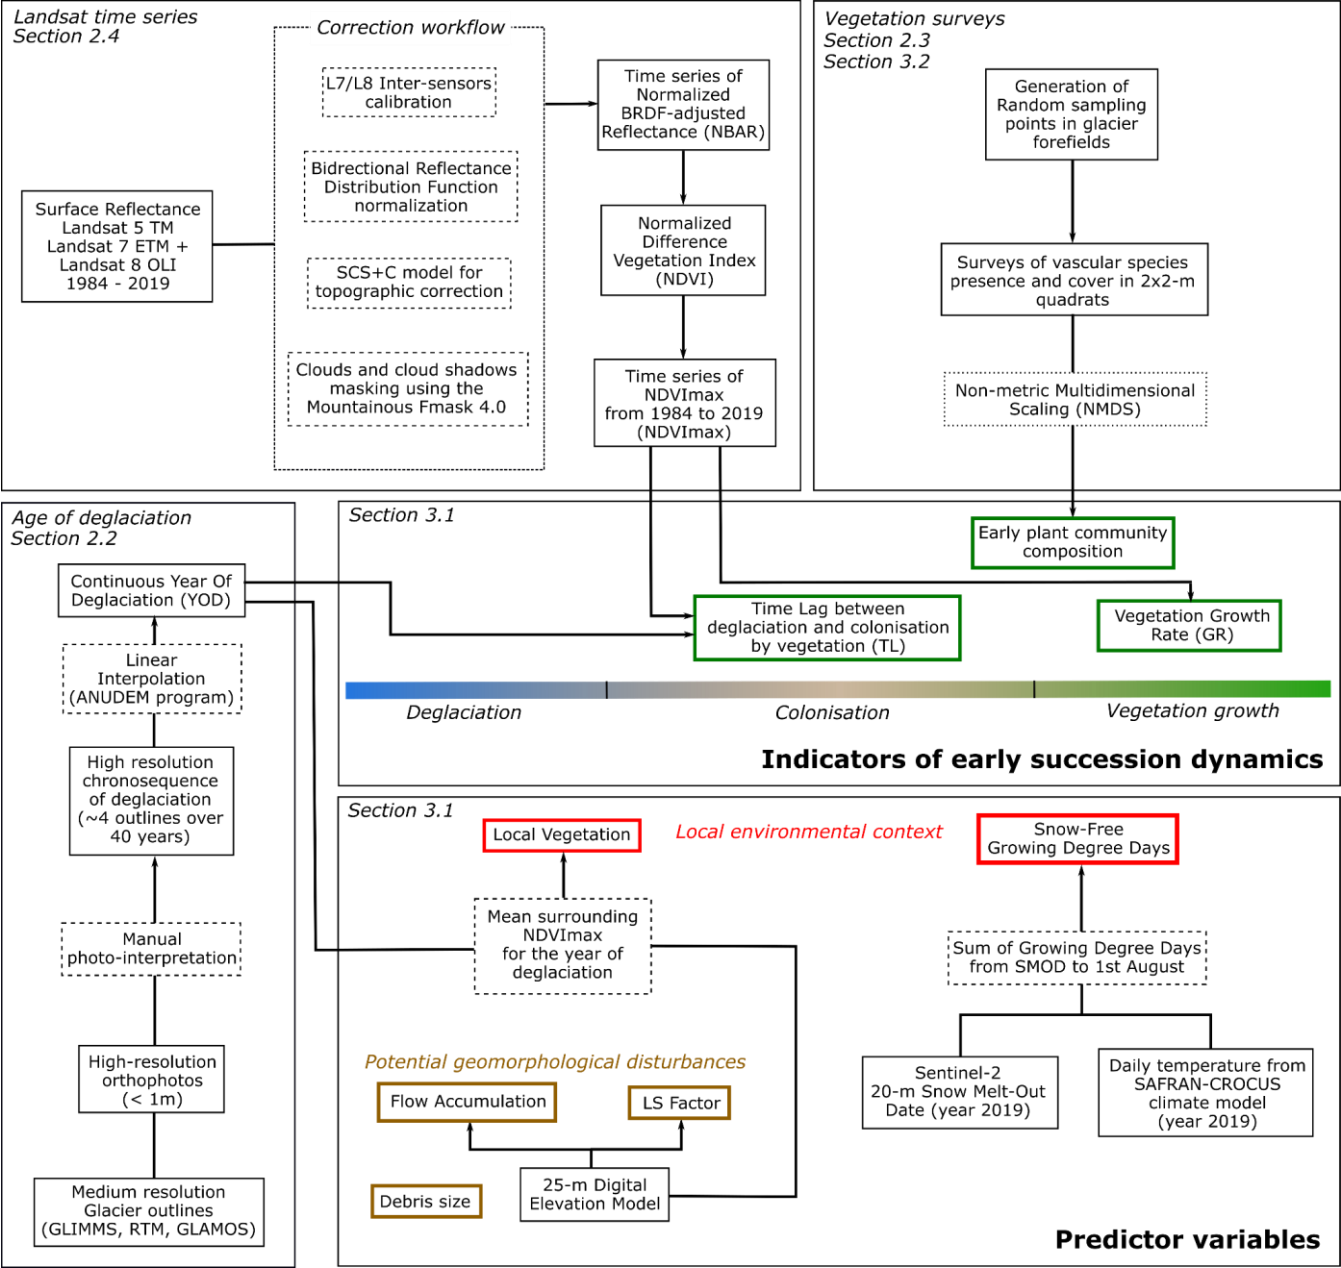 Landsat time series
Section 2.4
Correction workflow
L7/L8 Inter-sensors
calibration
Bidrectional Reflectance
Distribution Function
normalization
SCS+C model for
topographic correction
Clouds and cloud shadows
masking using the
Mountainous Fmask 4.0
Surface Reflectance
Landsat 5 TM
Landsat 7 ETM +
Landsat 8 OLI
1984 - 2019
Time series of
Normalized
BRDF-adjusted
Reflectance (NBAR)
Normalized
Difference
Vegetation Index
(NDVI)
Time series of
NDVImax
from 1984 to 2019
(NDVImax)
Vegetation surveys
Section 2.3
Section 3.2
Generation of
Random sampling
points in glacier
forefields
Surveys of vascular species
presence and cover in 2x2-m
quadrats
Non-metric Multidimensional
Scaling (NMDS)
Age of deglaciation
Section 2.2
Continuous Year Of
Deglaciation (YOD)
Linear
Interpolation
(ANUDEM program)
High resolution
chronosequence
of deglaciation
(~4 outlines over
40 years)
Manual
photo-interpretation
High-resolution
orthophotos
(< 1m)
Medium resolution
Glacier outlines
(GLIMMS, RTM, GLAMOS)
Section 3.1
Early plant community
composition
Time Lag between
deglaciation and colonisation
by vegetation (TL)
Vegetation Growth
Rate (GR)
Deglaciation
Colonisation
Vegetation growth
Indicators of early succession dynamics
Section 3.1
Local Vegetation
Local environmental context
Snow-Free
Growing Degree Days
Mean surrounding
NDVImax
for the year of
deglaciation
Sum of Growing Degree Days
from SMOD to 1st August
Sentinel-2
20-m Snow Melt-Out
Date (year 2019)
Daily temperature from
SAFRAN-CROCUS
climate model
(year 2019)
Potential geomorphological disturbances
Flow Accumulation
LS Factor
Debris size
25-m Digital
Elevation Model
Predictor variables